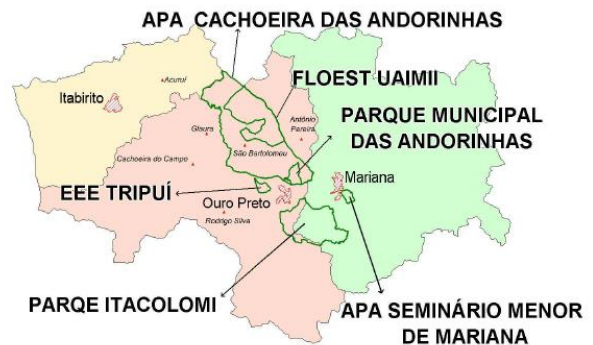 APA CACHOEIRA DAS ANDORINHAS
Acuruí
FLOEST UAIMII
Itabirito
PARQUE MUNICIPAL
DAS ANDORINHAS
Glaura
Antônio
Pereira
São Bartolomeu
Cachoeira do Campo
Mariana
EEE TRIPUÍ
Ouro Preto
Rodrigo Silva
PARQE ITACOLOMI
APA SEMINÁRIO MENOR
DE MARIANA